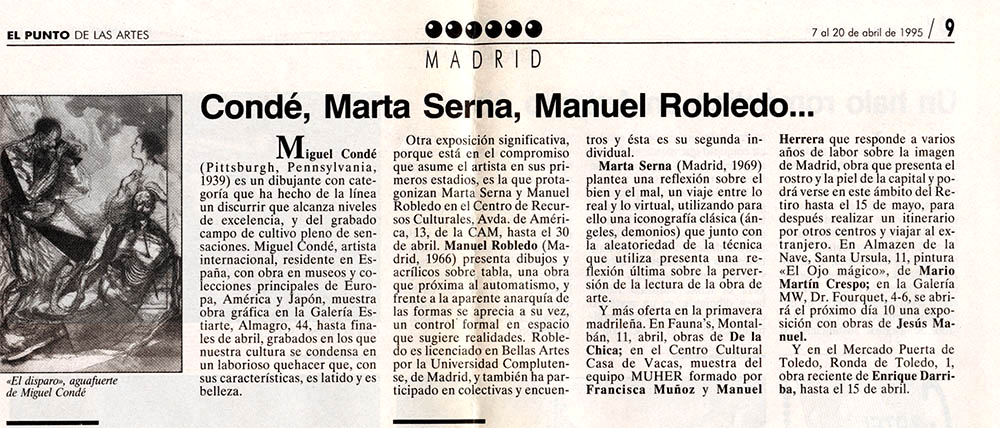 EL PUNTO DE LAS ARTES
MADRID
7 al 20 de abril de 1995 / 9
Condé, Marta Serna, Manuel Robledo...
Miguel Condé
(Pittsburgh, Pennsylvania,
1939) es un dibujante con cate-
goría que ha hecho de la línea
un discurrir que alcanza niveles
de excelencia, y del grabado
campo de cultivo pleno de sen-
saciones. Miguel Condé, artista
internacional, residente en Es-
paña, con obra en museos y co-
lecciones principales de Euro-
pa, América y Japón, muestra
obra gráfica en la Galería Es-
tiarte, Almagro, 44, hasta fina-
les de abril, grabados en los que
nuestra cultura se condensa en
un laborioso quehacer que, con
sus características, es latido y es
belleza.
Otra exposición significativa,
porque está en el compromiso
que asume el artista en sus pri-
meros estadios, es la que pro-
tagonizan Marta Serna y Manuel
Robledo en el Centro de Recur-
sos Culturales, Avda. de Améri-
ca, 13, de la CAM, hasta el 30
de abril. Manuel Robledo (Ma-
drid, 1966) presenta dibujos y
acrílicos sobre tabla, una obra
que próxima al automatismo, y
frente a la aparente anarquía de
las formas se aprecia a su vez,
un control formal en espacio
que sugiere realidades. Roble-
do es licenciado en Bellas Artes
por la Universidad Compluten-
se, de Madrid, y también ha par-
ticipado en colectivas y encuen-
tros y ésta es su segunda in-
dividual.
Marta Serna (Madrid, 1969)
plantea una reflexión sobre el
bien y el mal, un viaje entre lo
real y lo virtual, utilizando para
ello una iconografía clásica (án-
geles, demonios) que junto con
la aleatoriedad de la técnica
que utiliza presenta una re-
flexión última sobre la perver-
sión de la lectura de la obra de
arte.
Y más oferta en la primavera
madrileña. En Fauna's, Montal-
bán, 11, abril, obras de De la
Chica; en el Centro Cultural
Casa de Vacas, muestra del
equipo MUHER formado por
Francisca Muñoz y Manuel
Herrera que responde a varios
años de labor sobre la imagen
de Madrid, obra que presenta el
rostro y la piel de la capital y po-
drá verse en este ámbito del Re-
tiro hasta el 15 de mayo, para
después realizar un itinerario
por otros centros y viajar al ex-
tranjero. En Almazen de la
Nave, Santa Ursula, 11, pintura
«El Ojo mágico», de Mario
Martín Crespo; en la Galería
MW, Dr. Fourquet, 4-6, se abri-
rá el próximo día 10 una expo-
sición con obras de Jesús Ma-
nuel.
Y en el Mercado Puerta de
Toledo, Ronda de Toledo, 1,
obra reciente de Enrique Darri-
ba, hasta el 15 de abril.
«El disparo», aguafuerte
de Miguel Condé